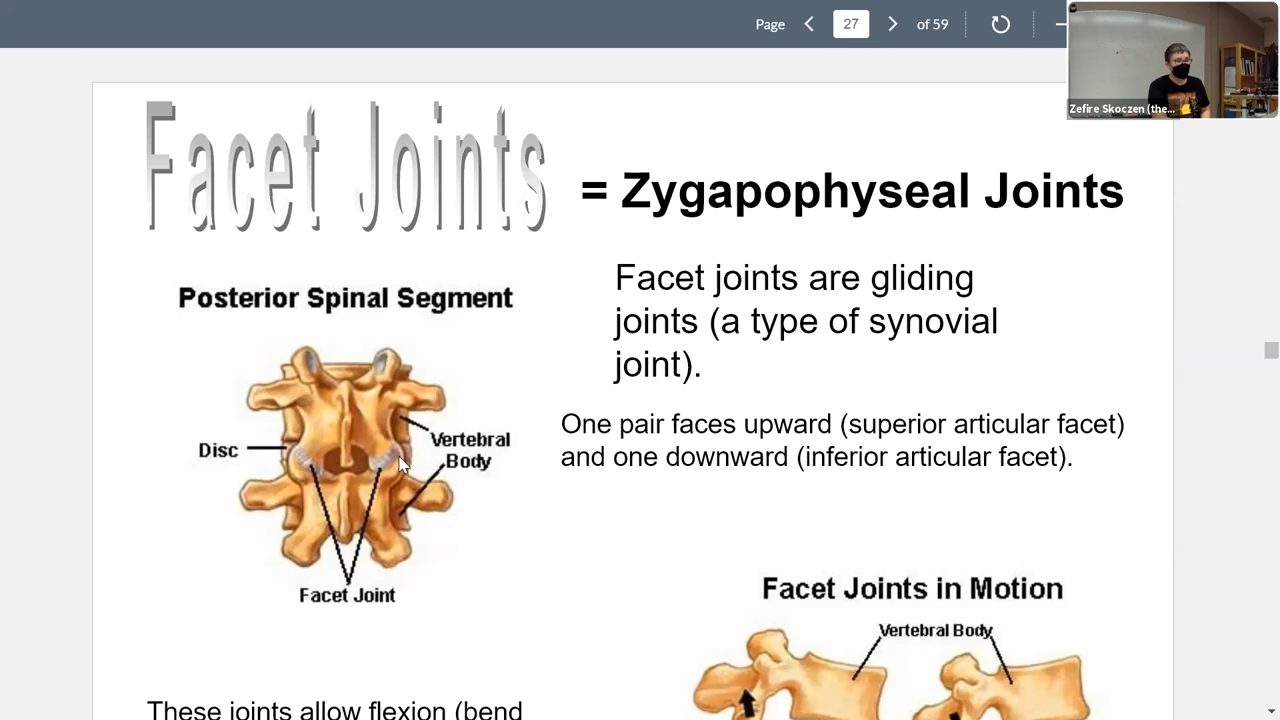 Page 27 of 59
Zefire Skoczen (the...
Facet Joints
= Zygapophyseal Joints
Facet joints are gliding
joints (a type of synovial
joint).
Posterior Spinal Segment
One pair faces upward (superior articular facet)
and one downward (inferior articular facet).
Disc
Vertebral
Body
Facet Joint
Facet Joints in Motion
Vertebral Body
These joints allow flexion (bend